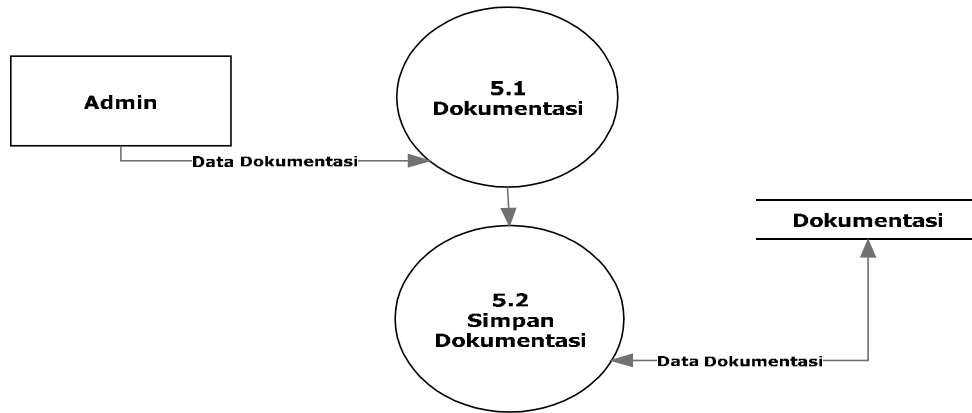 Admin
5.1
Dokumentasi
Data Dokumentasi
Dokumentasi
5.2
Simpan
Dokumentasi
Data Dokumentasi